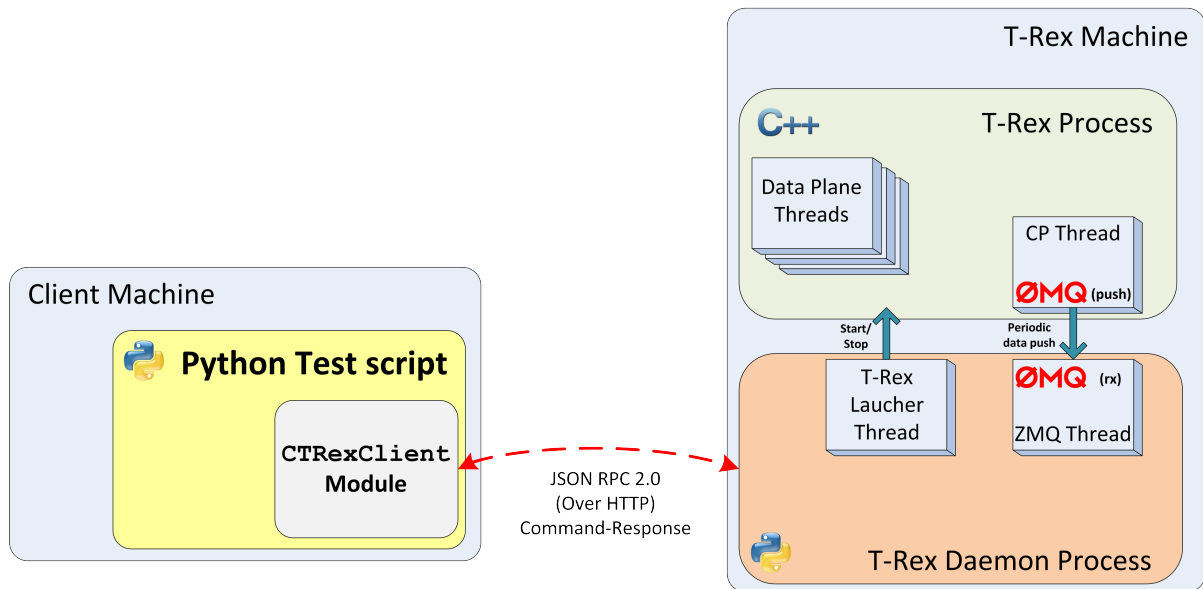 T-Rex Machine
C++
T-Rex Process
Data Plane
Threads
CP Thread
ØMQ (push)
Start/
Stop
Periodic
data push
Client Machine
Python Test script
CTRexClient
Module
JSON RPC 2.0
(Over HTTP)
Command-Response
T-Rex
Laucher
Thread
ØMQ (rx)
ZMQ Thread
T-Rex Daemon Process